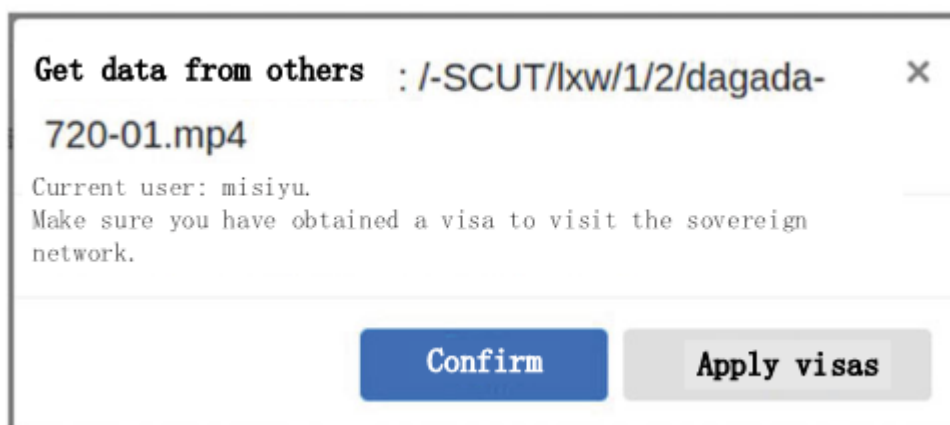 Get data from others : /-SCUT/lxw/1/2/dagada-
720-01.mp4
×
Current user: misiyu.
Make sure you have obtained a visa to visit the sovereign
network.
Confirm
Apply visas